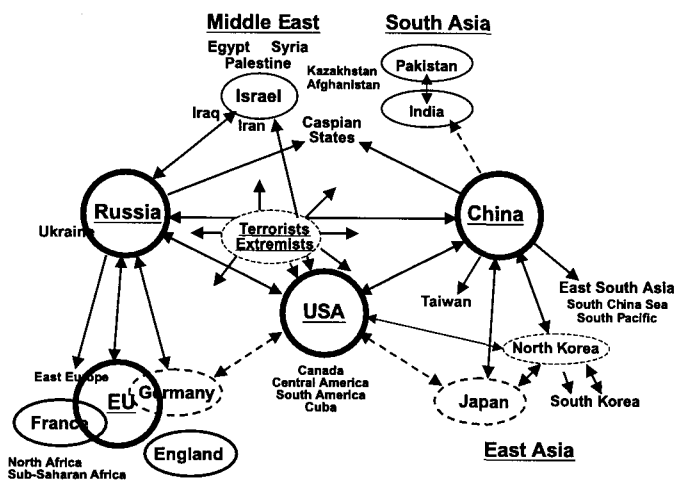 Middle East
South Asia
Egypt Syria
Palestine
Kazakhstan
Afghanistan
Pakistan
Israel
India
Iraq
Iran
Caspian
States
Russia
China
Ukraine
Terrorists
Extremists
USA
Taiwan
East South Asia
South China Sea
South Pacific
North Korea
East Europe
EU
Germany
Canada
Central America
South America
Cuba
Japan
South Korea
France
England
East Asia
North Africa
Sub-Saharan Africa